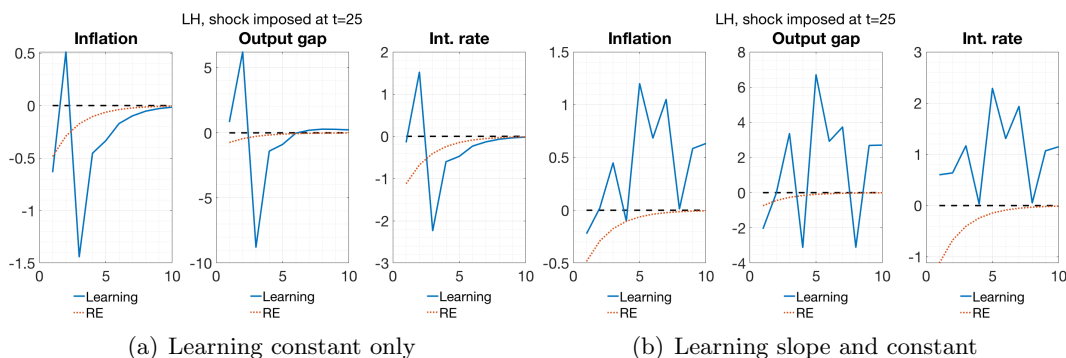 LH, shock imposed at t=25
Inflation
Output gap
Int. rate
0.5
0
-0.5
-1
-1.5
0
5
10
5
0
-5
-10
0
5
10
2
1
0
-1
-2
-3
0
5
10
Learning
RE
Learning
RE
Learning
RE
(a) Learning constant only
LH, shock imposed at t=25
Inflation
Output gap
Int. rate
1.5
1
0.5
0
-0.5
0
5
10
8
6
4
2
0
-2
-4
0
5
10
3
2
1
0
-1
0
5
10
Learning
RE
Learning
RE
Learning
RE
(b) Learning slope and constant